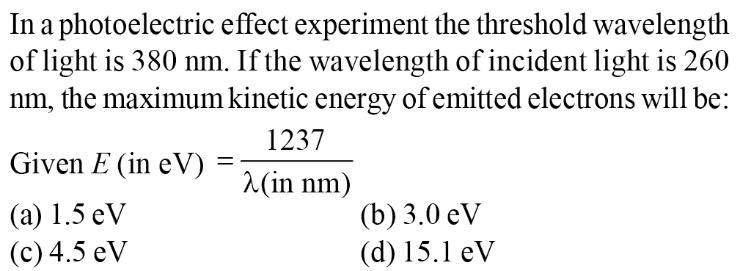 In a photoelectric effect experiment the threshold wavelength
of light is 380 nm. If the wavelength of incident light is 260
nm, the maximum kinetic energy of emitted electrons will be:
Given E (in eV) = 1237 / λ(in nm)
(a) 1.5 eV (b) 3.0 eV
(c) 4.5 eV (d) 15.1 eV